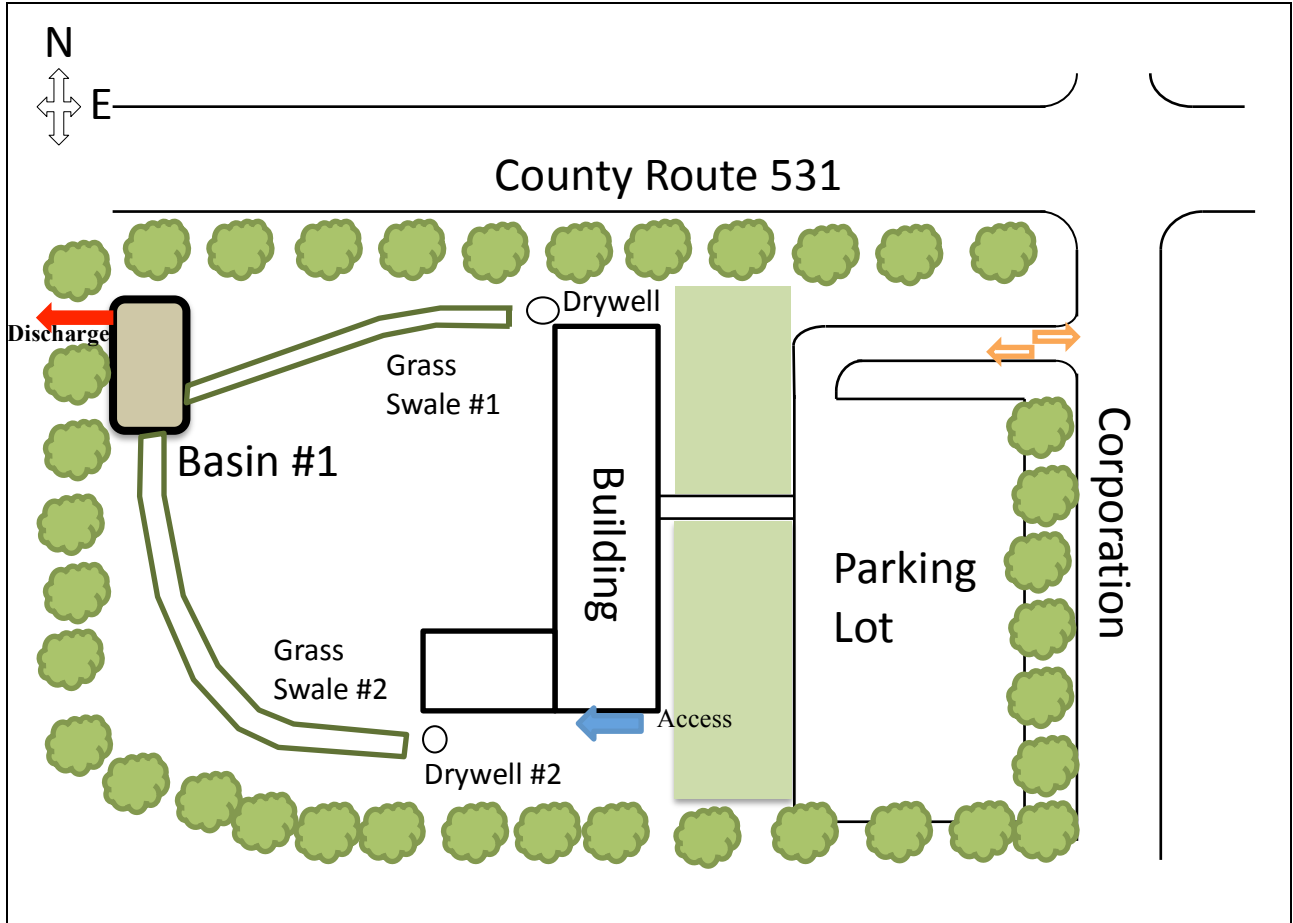 N
E
County Route 531
Drywell
Discharge
Grass
Swale #1
Basin #1
Building
Corporation
Parking
Lot
Grass
Swale #2
Access
Drywell #2